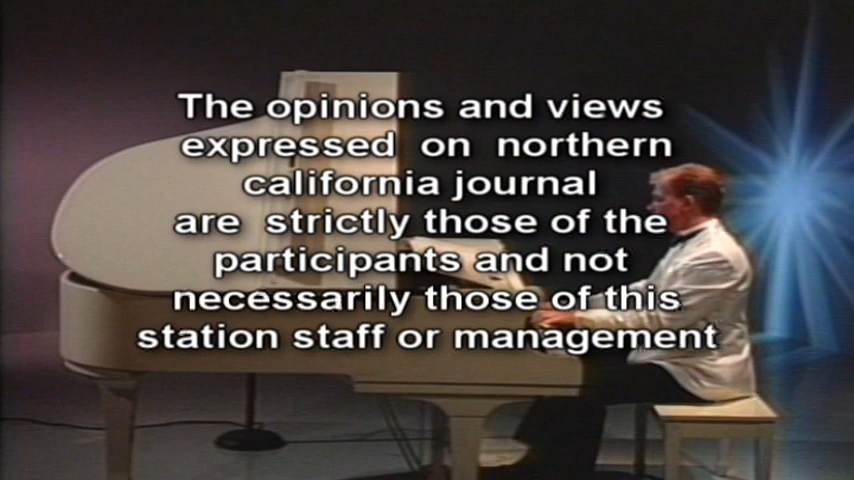 The opinions and views
expressed on northern
california journal
are strictly those of the
participants and not
necessarily those of this
station staff or management